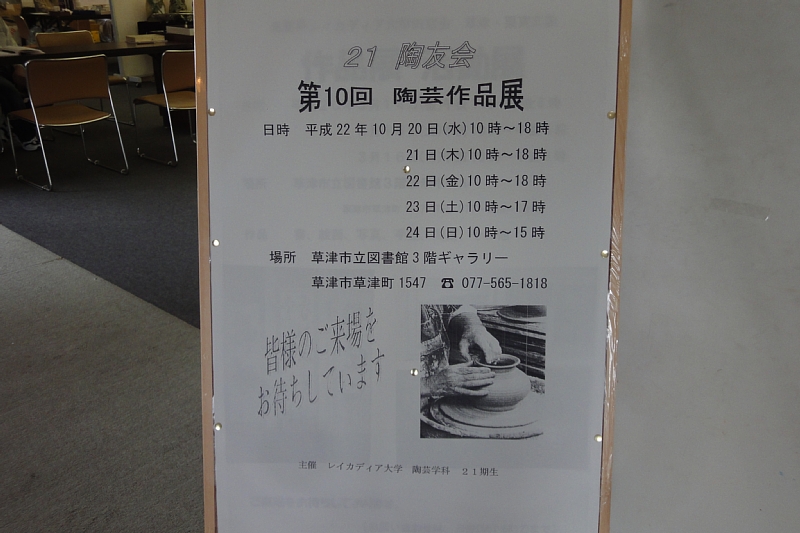 21 陶友会
第10回 陶芸作品展
日時 平成22年10月20日(水)10時～18時
21日(木)10時～18時
22日(金)10時～18時
23日(土)10時～17時
24日(日)10時～15時
場所 草津市立図書館3階ギャラリー
草津市草津町1547 ☎ 077-565-1818
皆様のご来場を
お待ちしています
主催 レイカディア大学 陶芸学科 21期生